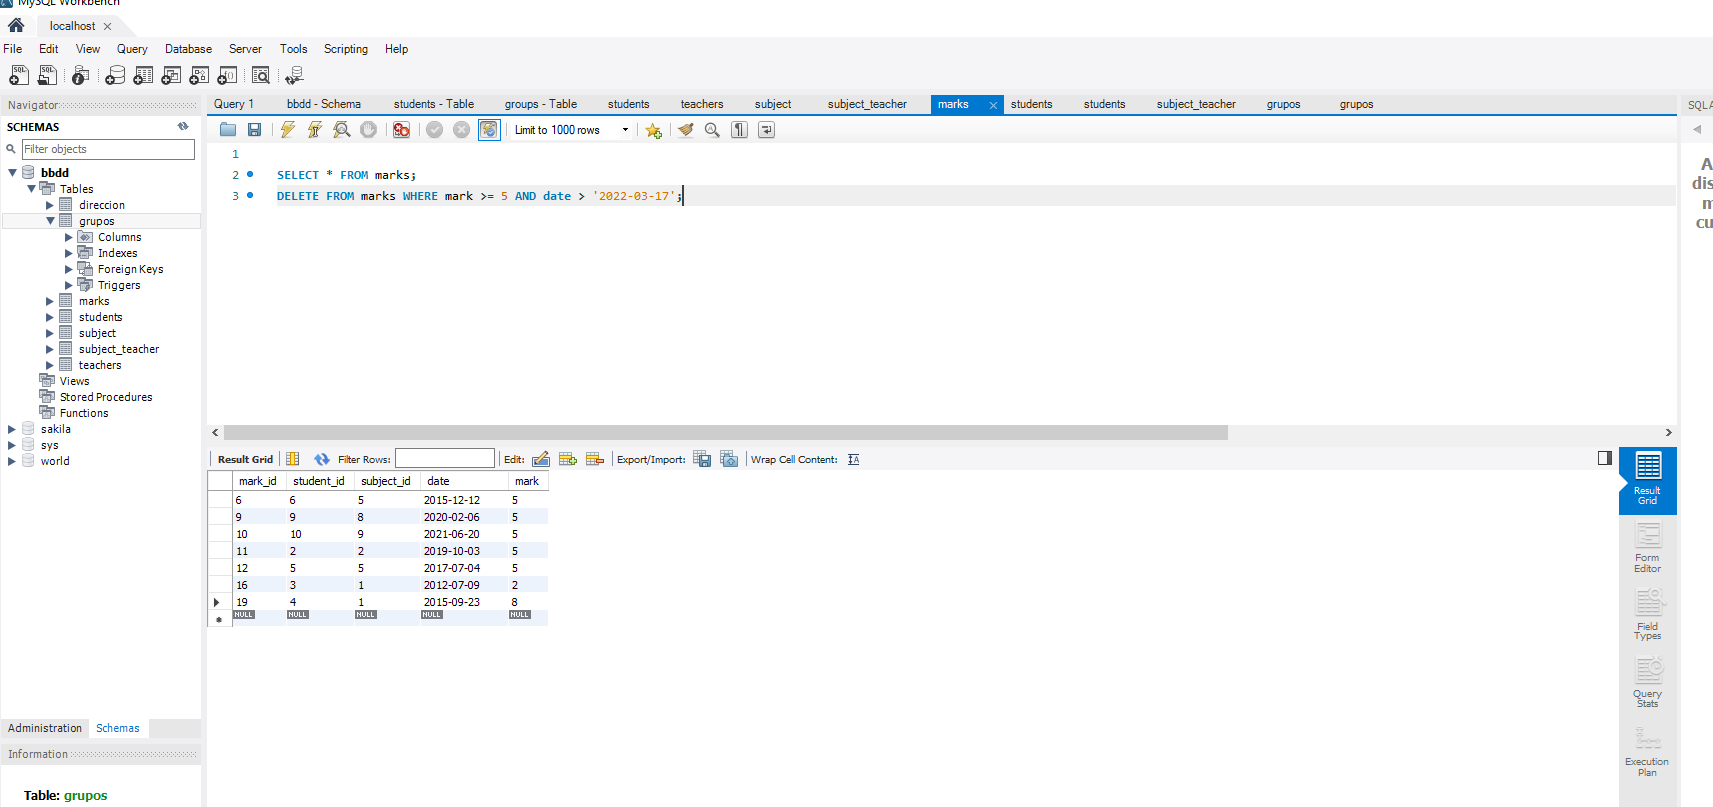 MySQL Workbench
localhost
File Edit View Query Database Server Tools Scripting Help
Navigator
SCHEMAS
Filter objects
bbdd
Tables
direccion
grupos
Columns
Indexes
Foreign Keys
Triggers
marks
students
subject
subject_teacher
teachers
Views
Stored Procedures
Functions
sakila
sys
world
Administration Schemas
Information
Table: grupos
Query 1 bbdd - Schema students - Table groups - Table students teachers subject subject_teacher marks students students subject_teacher grupos grupos
Limit to 1000 rows
1
2 SELECT * FROM marks;
3 DELETE FROM marks WHERE mark >= 5 AND date > '2022-03-17';
Result Grid Filter Rows: Edit: Export/Import: Wrap Cell Content:
mark_id student_id subject_id date mark
6 6 5 2015-12-12 5
9 9 8 2020-02-06 5
10 10 9 2021-06-20 5
11 2 2 2019-10-03 5
12 5 5 2017-07-04 5
16 3 1 2012-07-09 2
19 4 1 2015-09-23 8
NULL NULL NULL NULL NULL
Result
Grid
Form
Editor
Field
Types
Query
Stats
Execution
Plan
SQL A
A
dis
m
cu